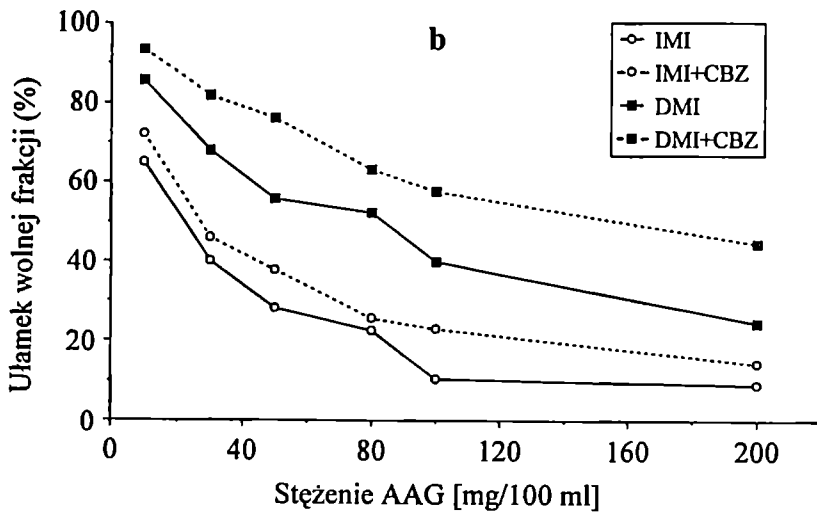 b
IMI
IMI+CBZ
DMI
DMI+CBZ
Ułamek wolnej frakcji (%)
100
80
60
40
20
0
0 40 80 120 160 200
Stężenie AAG [mg/100 ml]